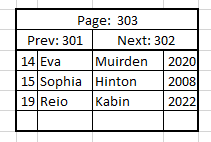 Page: 303
Prev: 301 Next: 302
14 Eva Muirden 2020
15 Sophia Hinton 2008
19 Reio Kabin 2022